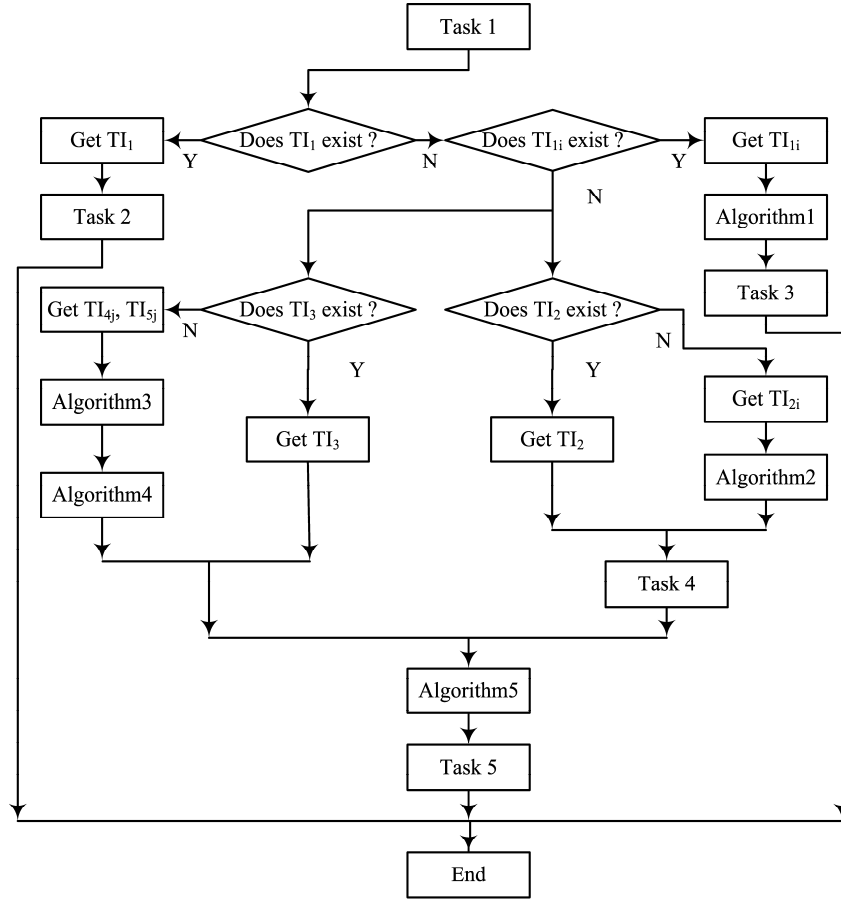 Task 1
Get TI₁
Does TI₁ exist ?
Does TI₁ᵢ exist ?
Get TI₁ᵢ
Y
N
Y
Task 2
N
Algorithm1
Get TI₄ⱼ, TI₅ⱼ
Does TI₃ exist ?
Does TI₂ exist ?
Task 3
N
N
Y
Y
Algorithm3
Get TI₂ᵢ
Get TI₃
Get TI₂
Algorithm4
Algorithm2
Task 4
Algorithm5
Task 5
End